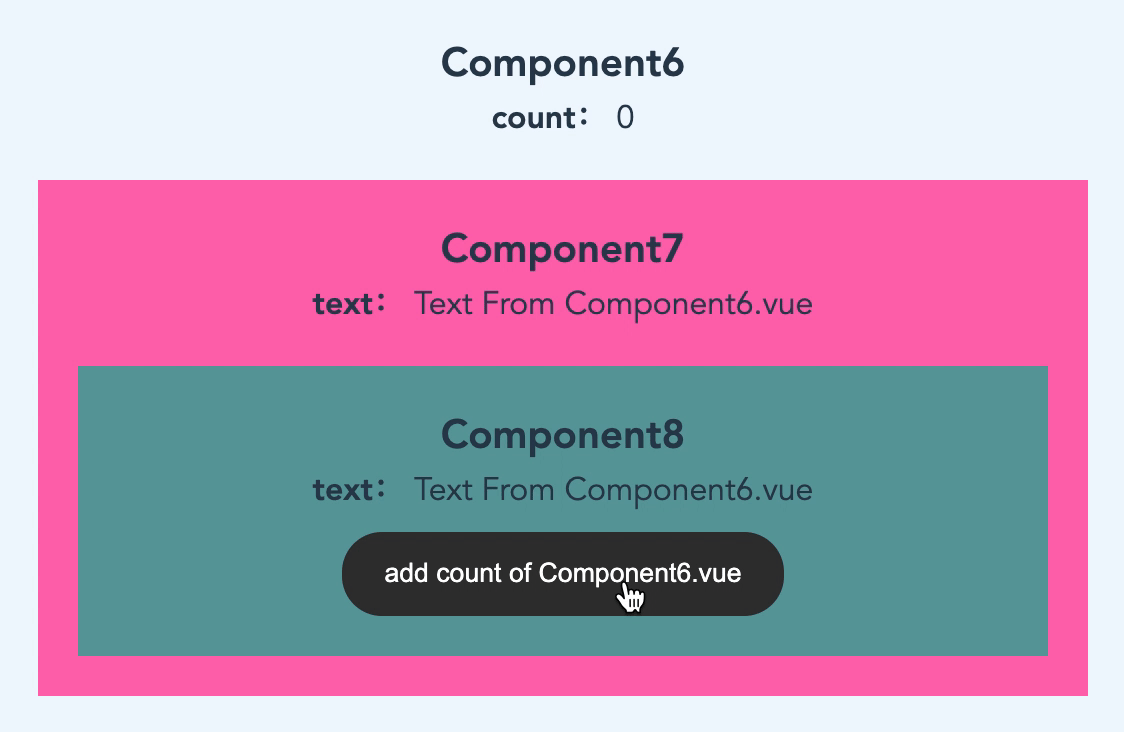 Component6
count： 0
Component7
text： Text From Component6.vue
Component8
text： Text From Component6.vue
add count of Component6.vue